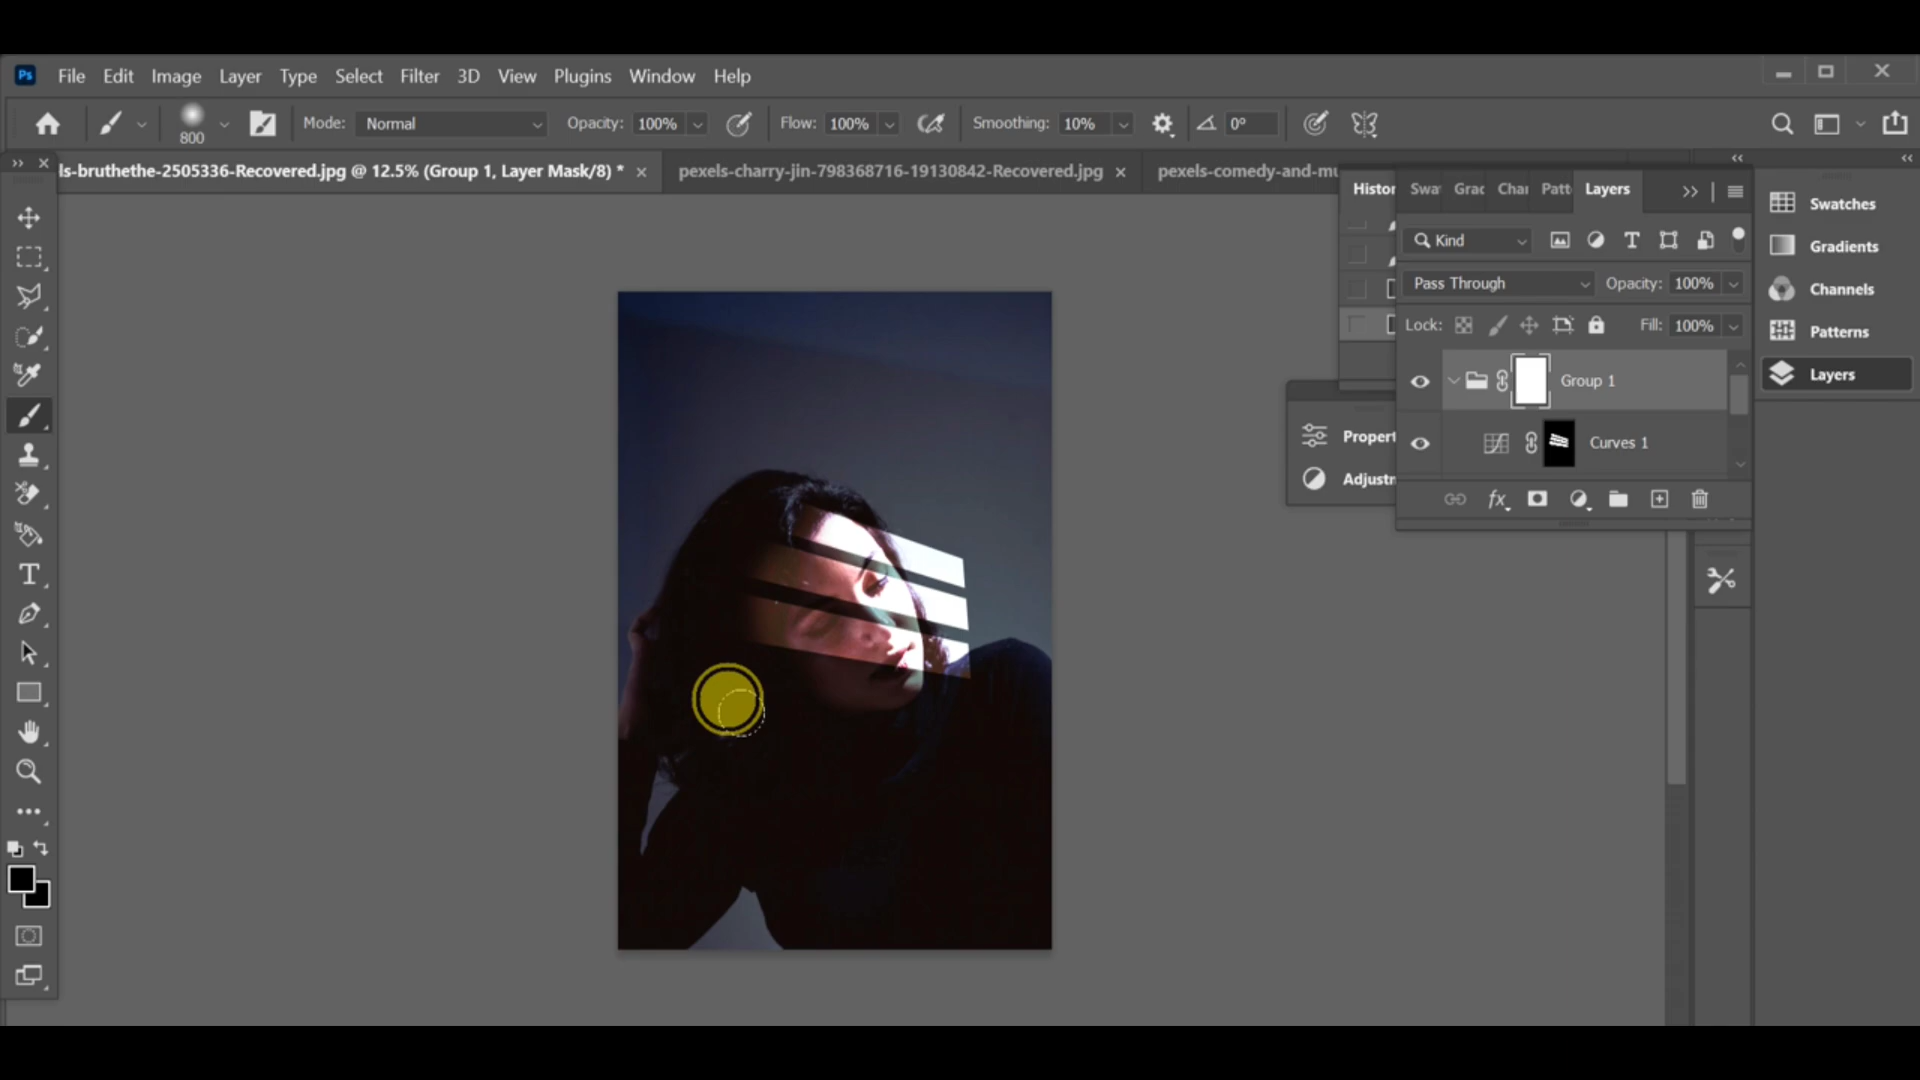 Ps File Edit Image Layer Type Select Filter 3D View Plugins Window Help
800 Mode: Normal Opacity: 100% Flow: 100% Smoothing: 10% 0°
ls-bruthethe-2505336-Recovered.jpg @ 12.5% (Group 1, Layer Mask/8) * pexels-charry-jin-798368716-19130842-Recovered.jpg pexels-comedy-and-mu
Histor Swa Grac Char Patt Layers
Kind
Pass Through Opacity: 100%
Lock: Fill: 100%
Group 1
Curves 1
fx
Propert
Adjustn
Swatches
Gradients
Channels
Patterns
Layers